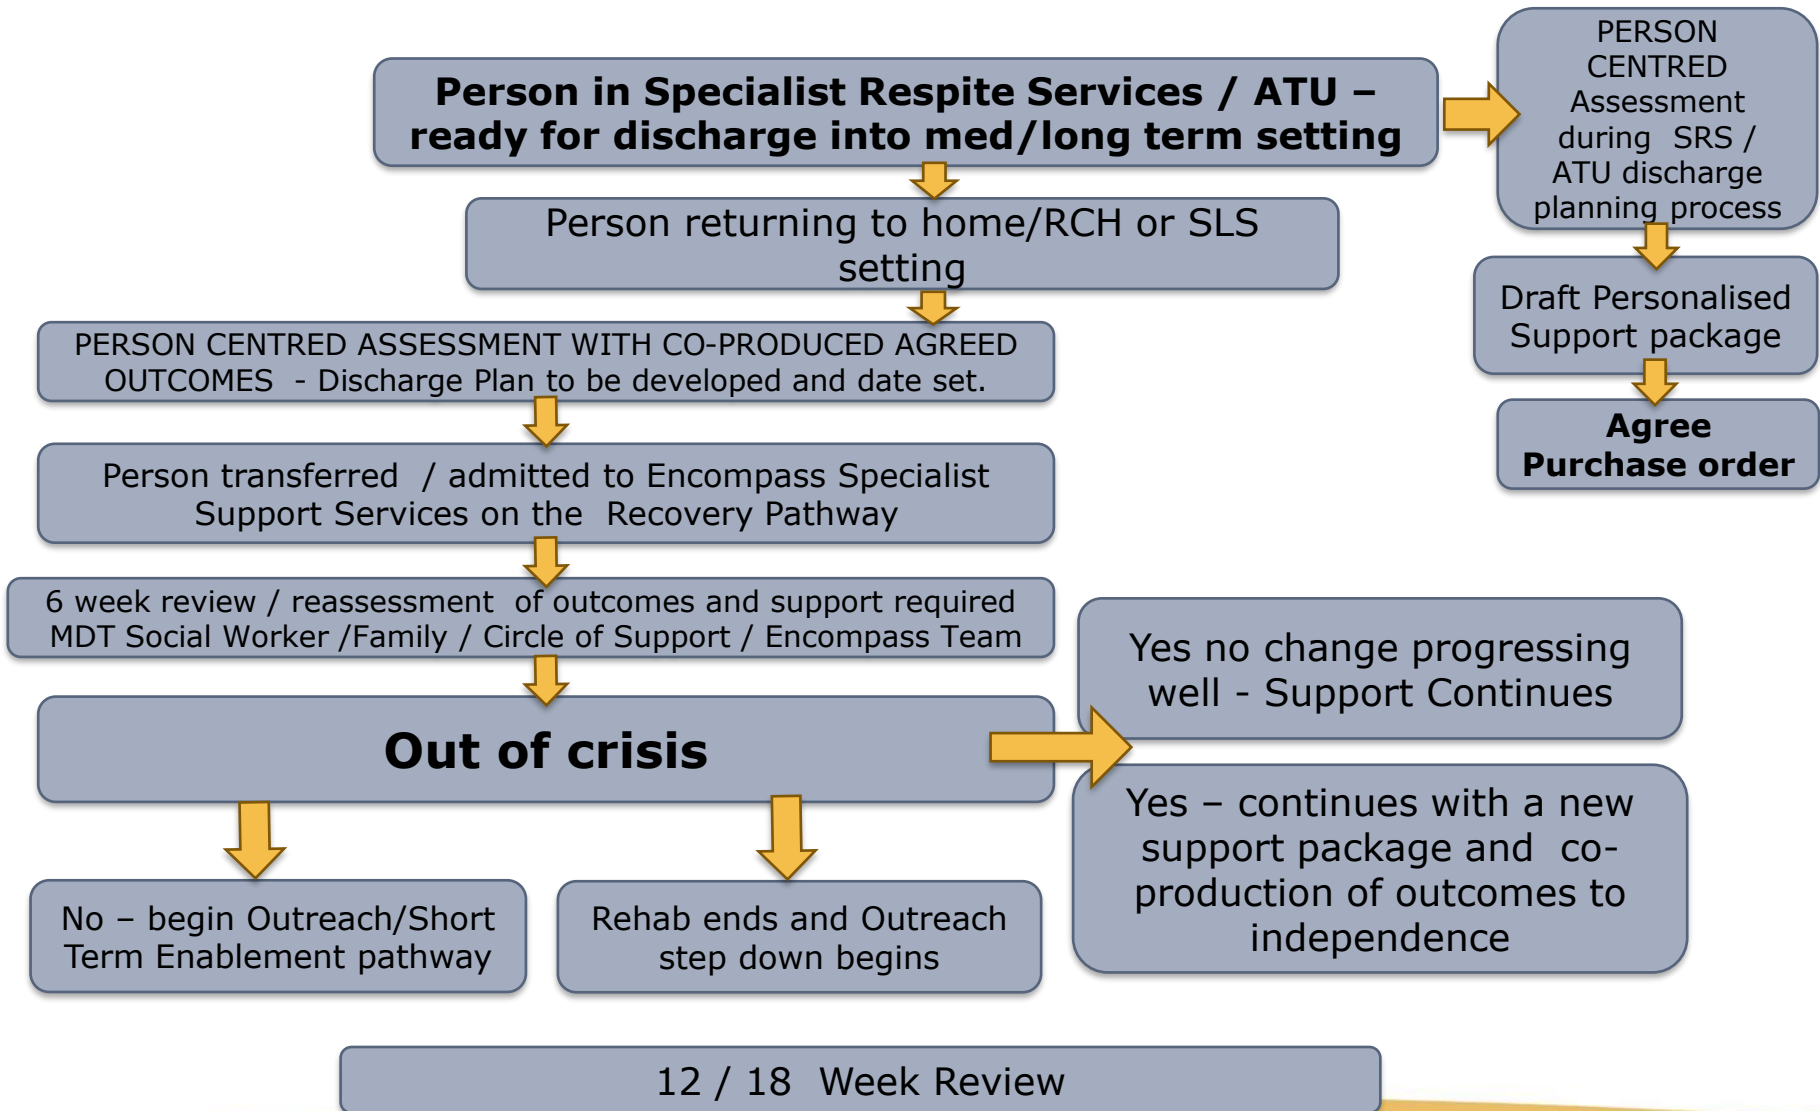 Person in Specialist Respite Services / ATU –
ready for discharge into med/long term setting
PERSON
CENTRED
Assessment
during SRS /
ATU discharge
planning process
Person returning to home/RCH or SLS
setting
Draft Personalised
Support package
Agree
Purchase order
PERSON CENTRED ASSESSMENT WITH CO-PRODUCED AGREED
OUTCOMES - Discharge Plan to be developed and date set.
Person transferred / admitted to Encompass Specialist
Support Services on the Recovery Pathway
6 week review / reassessment of outcomes and support required
MDT Social Worker /Family / Circle of Support / Encompass Team
Out of crisis
Yes no change progressing
well - Support Continues
Yes – continues with a new
support package and co-
production of outcomes to
independence
No – begin Outreach/Short
Term Enablement pathway
Rehab ends and Outreach
step down begins
12 / 18 Week Review